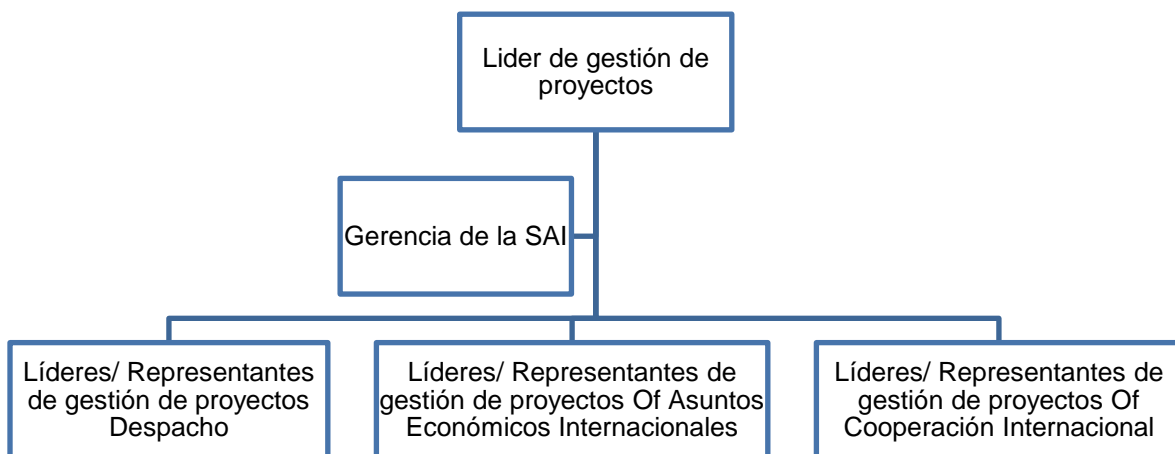 Lider de gestión de
proyectos
Gerencia de la SAI
Líderes/ Representantes
de gestión de proyectos
Despacho
Líderes/ Representantes de
gestión de proyectos Of Asuntos
Económicos Internacionales
Líderes/ Representantes de
gestión de proyectos Of
Cooperación Internacional